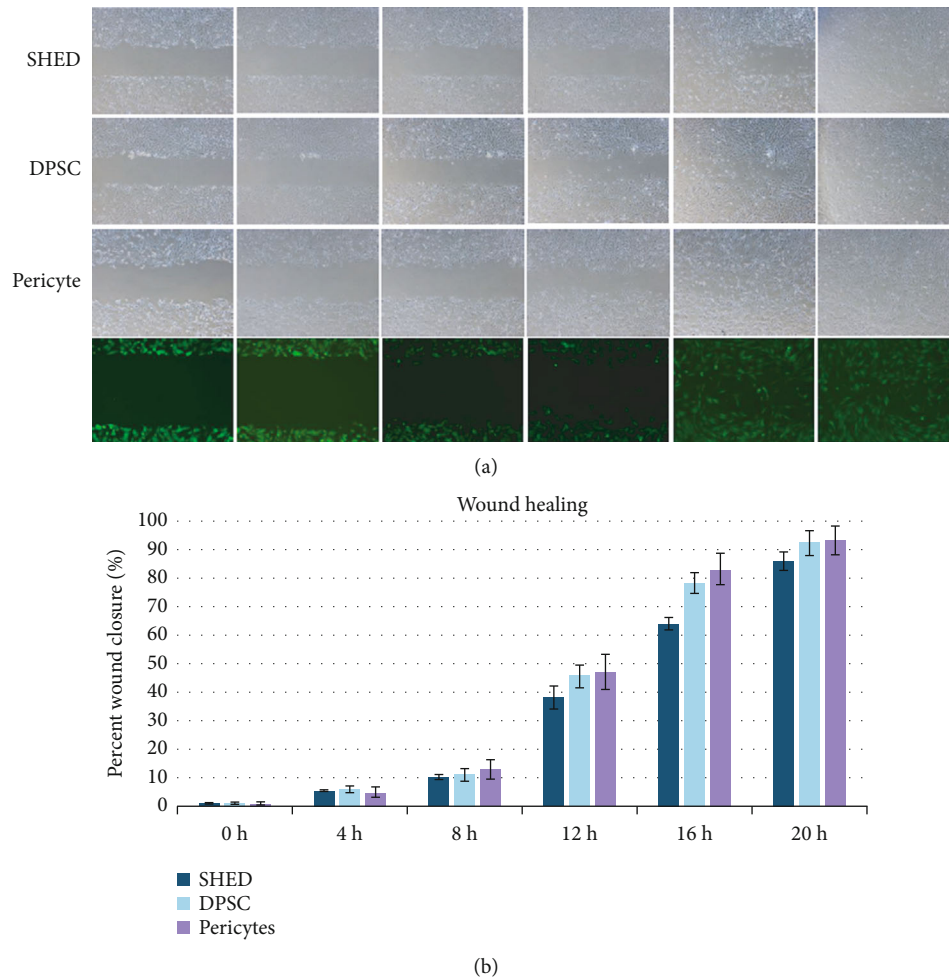 SHED
DPSC
Pericyte
(a)
Wound healing
Percent wound closure (%)
100
90
80
70
60
50
40
30
20
10
0
0 h
4 h
8 h
12 h
16 h
20 h
SHED
DPSC
Pericytes
(b)